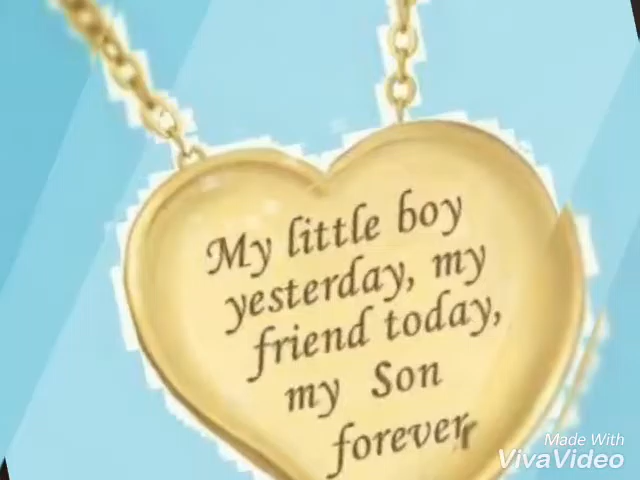 My little boy
yesterday, my
friend today,
my Son
forever
Made With
VivaVideo